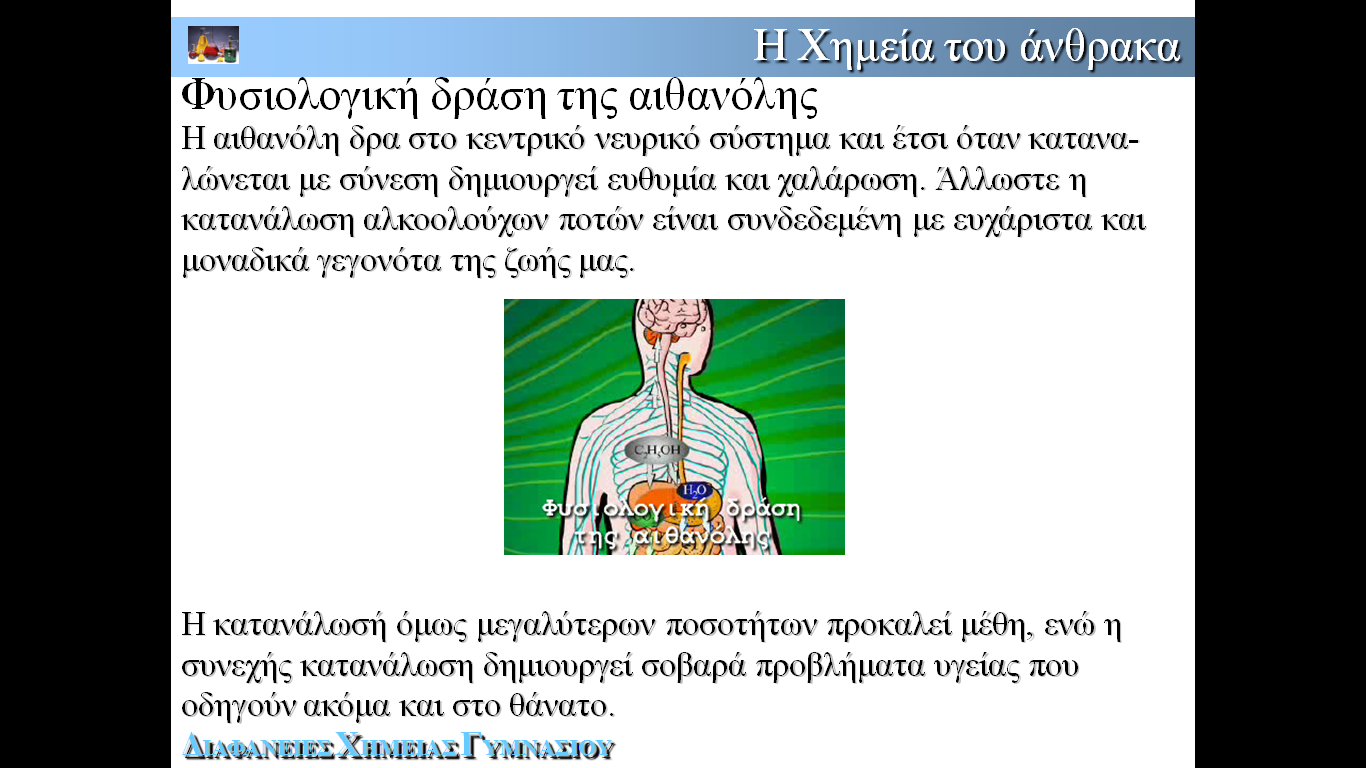 Η Χημεία του άνθρακα
Φυσιολογική δράση της αιθανόλης
Η αιθανόλη δρα στο κεντρικό νευρικό σύστημα και έτσι όταν κατανα-
λώνεται με σύνεση δημιουργεί ευθυμία και χαλάρωση. Άλλωστε η
κατανάλωση αλκοολούχων ποτών είναι συνδεδεμένη με ευχάριστα και
μοναδικά γεγονότα της ζωής μας.
C₂H₅OH
H₂O
Φυσιολογική δράση
της αιθανόλης
Η κατανάλωσή όμως μεγαλύτερων ποσοτήτων προκαλεί μέθη, ενώ η
συνεχής κατανάλωση δημιουργεί σοβαρά προβλήματα υγείας που
οδηγούν ακόμα και στο θάνατο.
ΔΙΑΦΑΝΕΙΕΣ ΧΗΜΕΙΑΣ ΓΥΜΝΑΣΙΟΥ